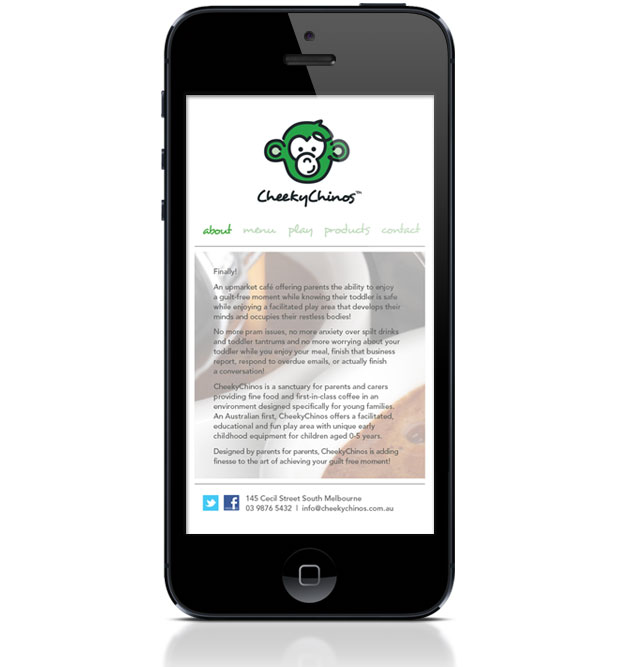 CheekyChinos™
about menu play products contact
Finally!
An upmarket café offering parents the ability to enjoy
a guilt-free moment while knowing their toddler is safe
while enjoying a facilitated play area that develops their
minds and occupies their restless bodies!
No more pram issues, no more anxiety over spilt drinks
and toddler tantrums and no more worrying about your
toddler while you enjoy your meal, finish that business
report, respond to overdue emails, or actually finish
a conversation!
CheekyChinos is a sanctuary for parents and carers
providing fine food and first-in-class coffee in an
environment designed specifically for young families.
An Australian first, CheekyChinos offers a facilitated,
educational and fun play area with unique early
childhood equipment for children aged 0-5 years.
Designed by parents for parents, CheekyChinos is adding
finesse to the art of achieving your guilt free moment!
f
145 Cecil Street South Melbourne
03 9876 5432 | info@cheekychinos.com.au